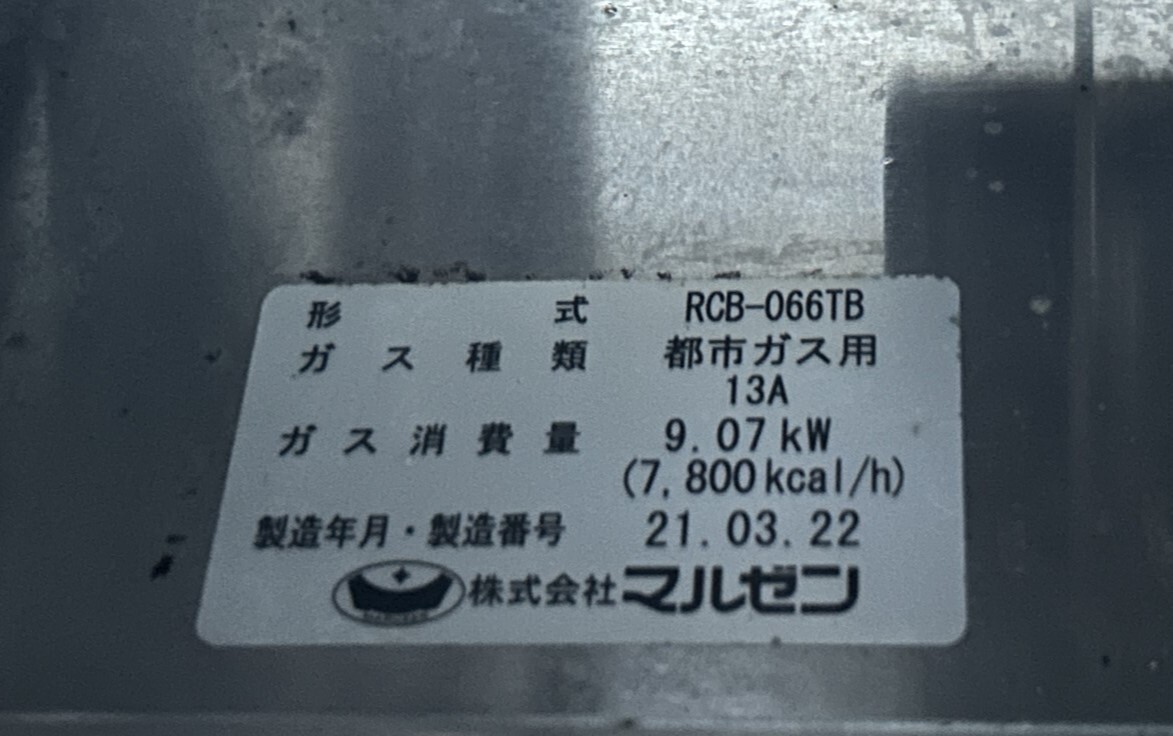 形式 RCB-066TB
ガス種類 都市ガス用
13A
ガス消費量 9.07kW
(7,800kcal/h)
製造年月・製造番号 21.03.22
株式会社マルゼン